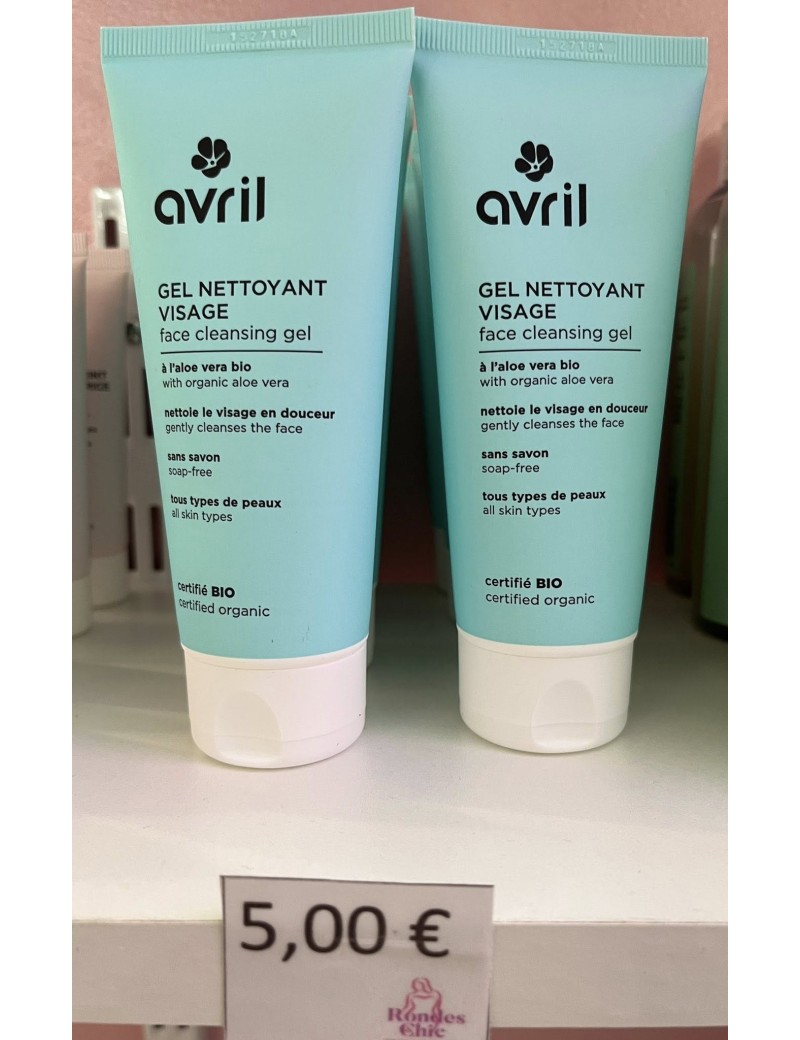 152718A
avril
GEL NETTOYANT
VISAGE
face cleansing gel
à l'aloe vera bio
with organic aloe vera
nettoie le visage en douceur
gently cleanses the face
sans savon
soap-free
tous types de peaux
all skin types
certifié BIO
certified organic
152718A
avril
GEL NETTOYANT
VISAGE
face cleansing gel
à l'aloe vera bio
with organic aloe vera
nettoie le visage en douceur
gently cleanses the face
sans savon
soap-free
tous types de peaux
all skin types
certifié BIO
certified organic
5,00 €
Rondes
Chic